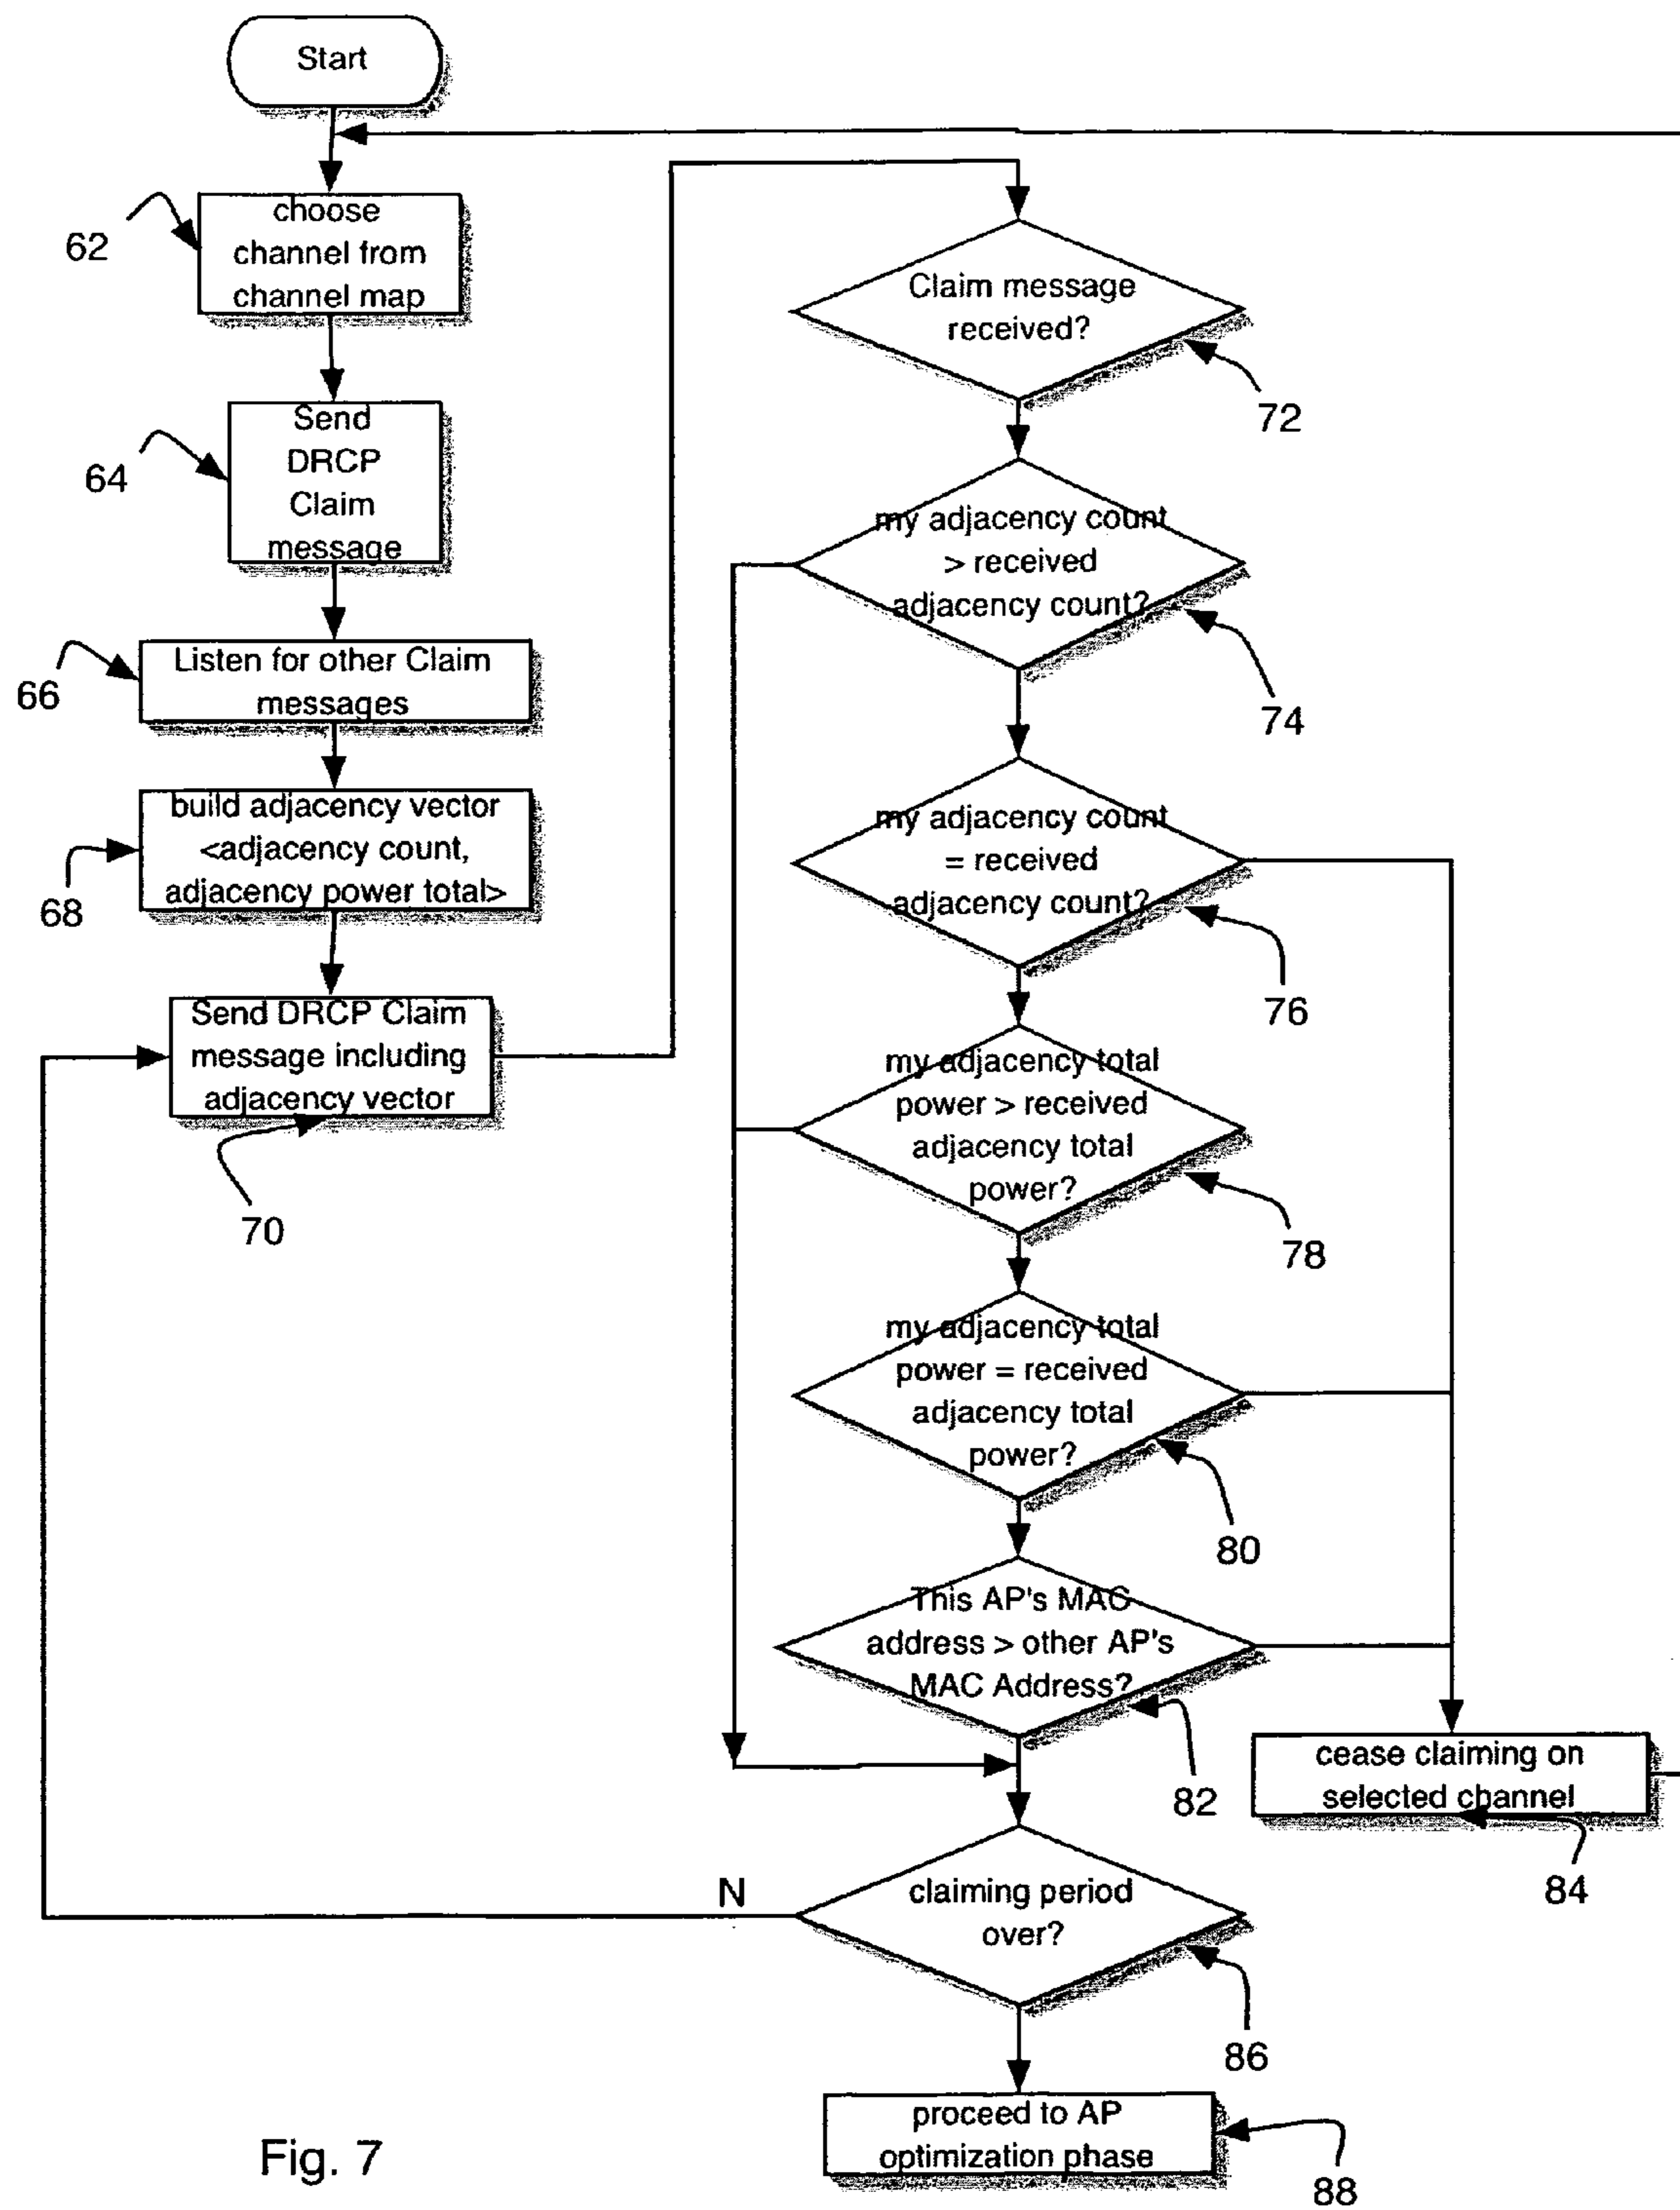 Start
choose
channel from
channel map
62
Send
DRCP
Claim
message
64
Listen for other Claim
messages
66
build adjacency vector
<adjacency count,
adjacency power total>
68
Send DRCP Claim
message including
adjacency vector
70
Claim message
received?
72
my adjacency count
> received
adjacency count?
74
my adjacency count
= received
adjacency count?
76
my adjacency total
power > received
adjacency total
power?
78
my adjacency total
power = received
adjacency total
power?
80
This AP's MAC
address > other AP's
MAC Address?
82
cease claiming on
selected channel
84
N
claiming period
over?
86
proceed to AP
optimization phase
88
Fig. 7